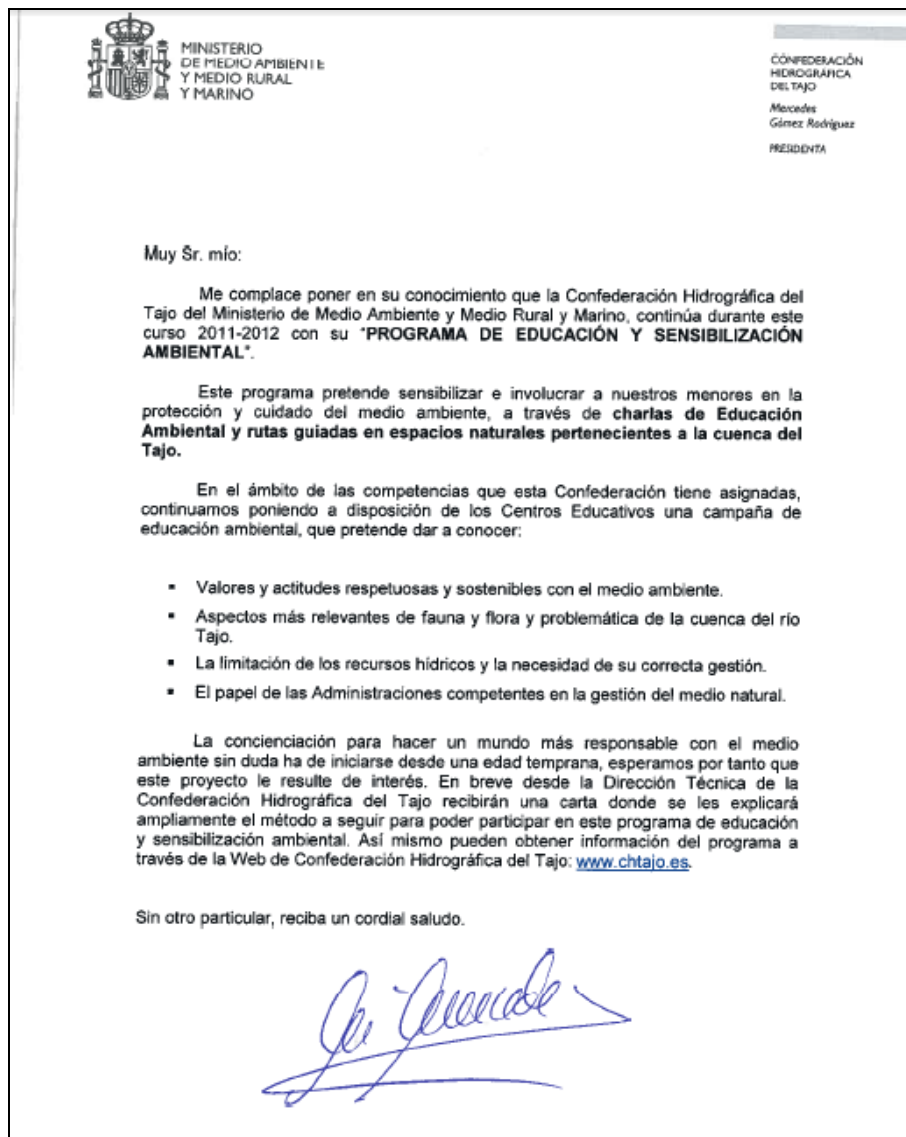 MINISTERIO
DE MEDIO AMBIENTE
Y MEDIO RURAL
Y MARINO
CONFEDERACIÓN
HIDROGRÁFICA
DEL TAJO
Mercedes
Gómez Rodríguez
PRESIDENTA
Muy Sr. mío:
Me complace poner en su conocimiento que la Confederación Hidrográfica del
Tajo del Ministerio de Medio Ambiente y Medio Rural y Marino, continúa durante este
curso 2011-2012 con su "PROGRAMA DE EDUCACIÓN Y SENSIBILIZACIÓN
AMBIENTAL".
Este programa pretende sensibilizar e involucrar a nuestros menores en la
protección y cuidado del medio ambiente, a través de charlas de Educación
Ambiental y rutas guiadas en espacios naturales pertenecientes a la cuenca del
Tajo.
En el ámbito de las competencias que esta Confederación tiene asignadas,
continuamos poniendo a disposición de los Centros Educativos una campaña de
educación ambiental, que pretende dar a conocer:
▪ Valores y actitudes respetuosas y sostenibles con el medio ambiente.
▪ Aspectos más relevantes de fauna y flora y problemática de la cuenca del río
Tajo.
▪ La limitación de los recursos hídricos y la necesidad de su correcta gestión.
▪ El papel de las Administraciones competentes en la gestión del medio natural.
La concienciación para hacer un mundo más responsable con el medio
ambiente sin duda ha de iniciarse desde una edad temprana, esperamos por tanto que
este proyecto le resulte de interés. En breve desde la Dirección Técnica de la
Confederación Hidrográfica del Tajo recibirán una carta donde se les explicará
ampliamente el método a seguir para poder participar en este programa de educación
y sensibilización ambiental. Así mismo pueden obtener información del programa a
través de la Web de Confederación Hidrográfica del Tajo: www.chtajo.es.
Sin otro particular, reciba un cordial saludo.